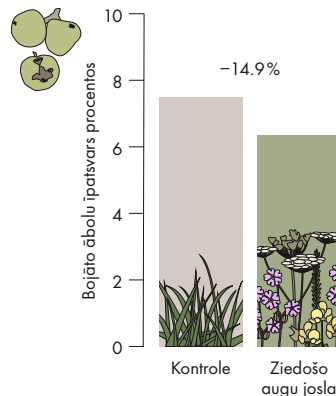 Bojāto ābolu īpatsvars procentos
10
8
6
4
2
0
−14.9%
Kontrole
Ziedošo
augu josla